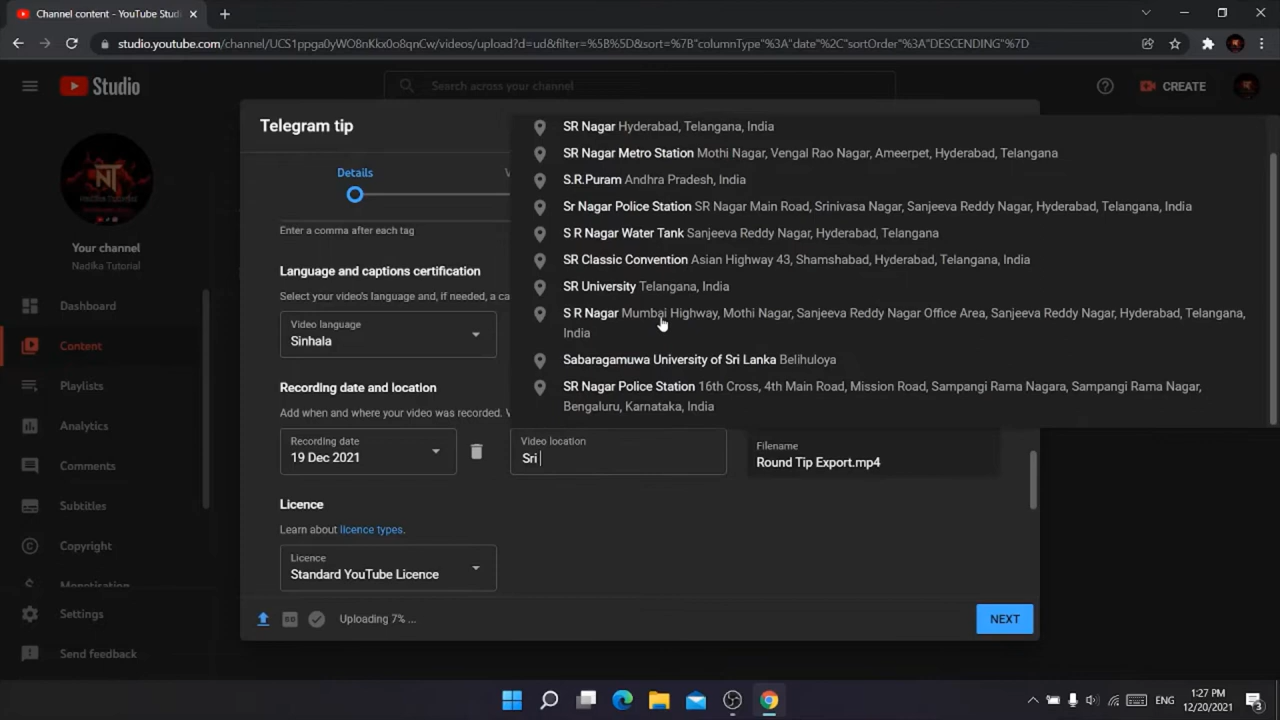 Channel content - YouTube Studi
studio.youtube.com/channel/UCS1ppga0yWO8nKkx0o8qnCw/videos/upload?d=ud&filter=%5B%5D&sort=%7B"columnType"%3A"date"%2C"sortOrder"%3A"DESCENDING"%7D
Studio
Search across your channel
CREATE
Telegram tip
SR Nagar Hyderabad, Telangana, India
SR Nagar Metro Station Mothi Nagar, Vengal Rao Nagar, Ameerpet, Hyderabad, Telangana
Details
V
S.R.Puram Andhra Pradesh, India
Sr Nagar Police Station SR Nagar Main Road, Srinivasa Nagar, Sanjeeva Reddy Nagar, Hyderabad, Telangana, India
NT
Enter a comma after each tag
S R Nagar Water Tank Sanjeeva Reddy Nagar, Hyderabad, Telangana
Your channel
Nadika Tutorial
SR Classic Convention Asian Highway 43, Shamshabad, Hyderabad, Telangana, India
Language and captions certification
SR University Telangana, India
Select your video's language and, if needed, a ca
Dashboard
S R Nagar Mumbai Highway, Mothi Nagar, Sanjeeva Reddy Nagar Office Area, Sanjeeva Reddy Nagar, Hyderabad, Telangana,
India
Video language
Sinhala
Content
Sabaragamuwa University of Sri Lanka Belihuloya
Playlists
Recording date and location
SR Nagar Police Station 16th Cross, 4th Main Road, Mission Road, Sampangi Rama Nagara, Sampangi Rama Nagar,
Bengaluru, Karnataka, India
Add when and where your video was recorded. V
Analytics
Recording date
19 Dec 2021
Video location
Sri
Filename
Round Tip Export.mp4
Comments
Subtitles
Licence
Learn about licence types.
Copyright
Licence
Standard YouTube Licence
Monetisation
Settings
Uploading 7% ...
NEXT
Send feedback
ENG
1:27 PM
12/20/2021
3